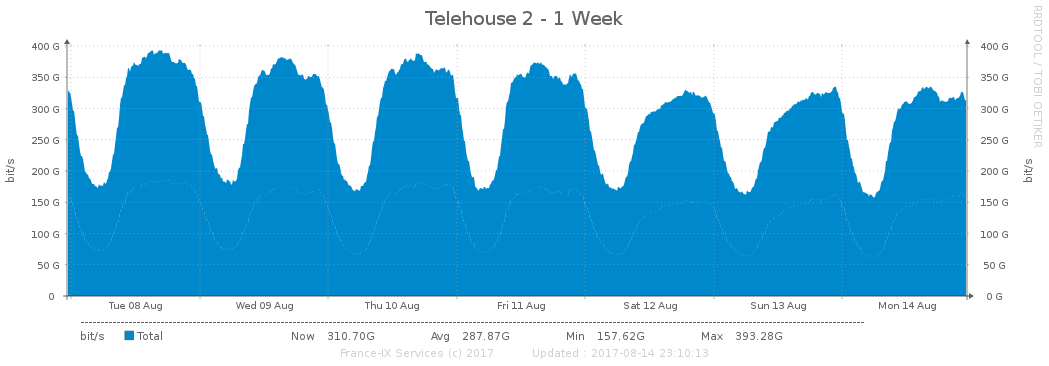 Telehouse 2 - 1 Week
RRDTOOL / TOBI OETIKER
400 G 400 G
350 G 350 G
300 G 300 G
250 G 250 G
200 G 200 G
150 G 150 G
100 G 100 G
50 G 50 G
0 0 G
bit/s bit/s
Tue 08 Aug Wed 09 Aug Thu 10 Aug Fri 11 Aug Sat 12 Aug Sun 13 Aug Mon 14 Aug
bit/s Total Now 310.70G Avg 287.87G Min 157.62G Max 393.28G
France-IX Services (c) 2017 Updated : 2017-08-14 23:10:13